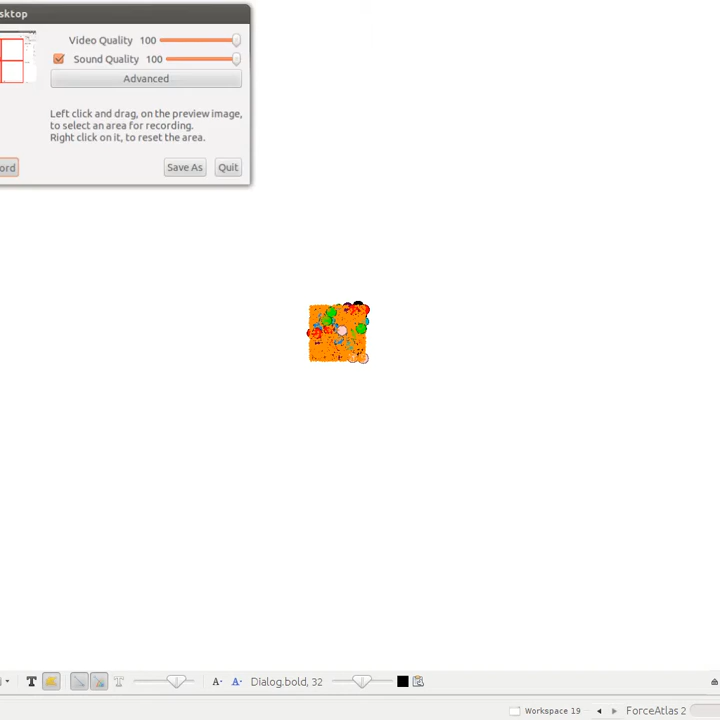 sktop
Video Quality 100
Sound Quality 100
Advanced
Left click and drag, on the preview image,
to select an area for recording.
Right click on it, to reset the area.
ord
Save As
Quit
T
T
A-
A-
Dialog.bold, 32
Workspace 19
ForceAtlas 2